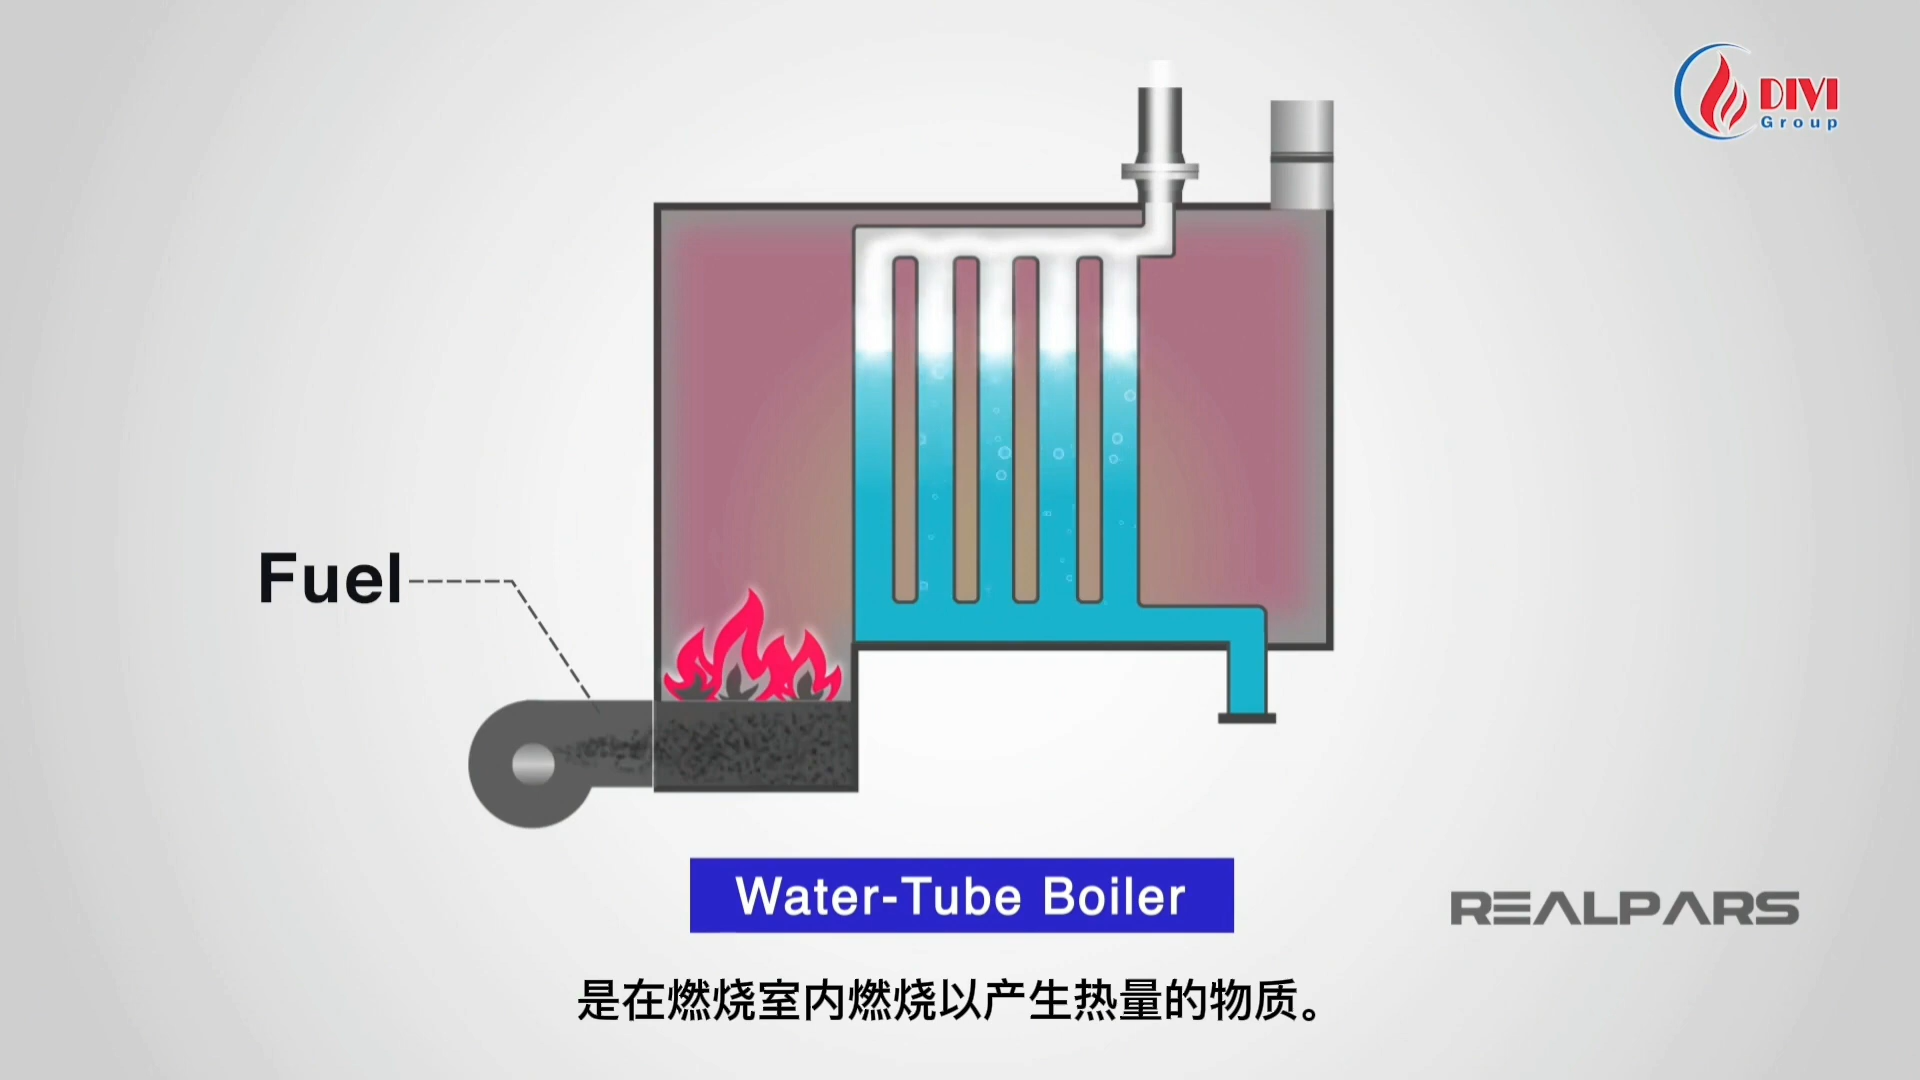 DIVI
Group
Fuel
Water-Tube Boiler
REALPARS
是在燃烧室内燃烧以产生热量的物质。